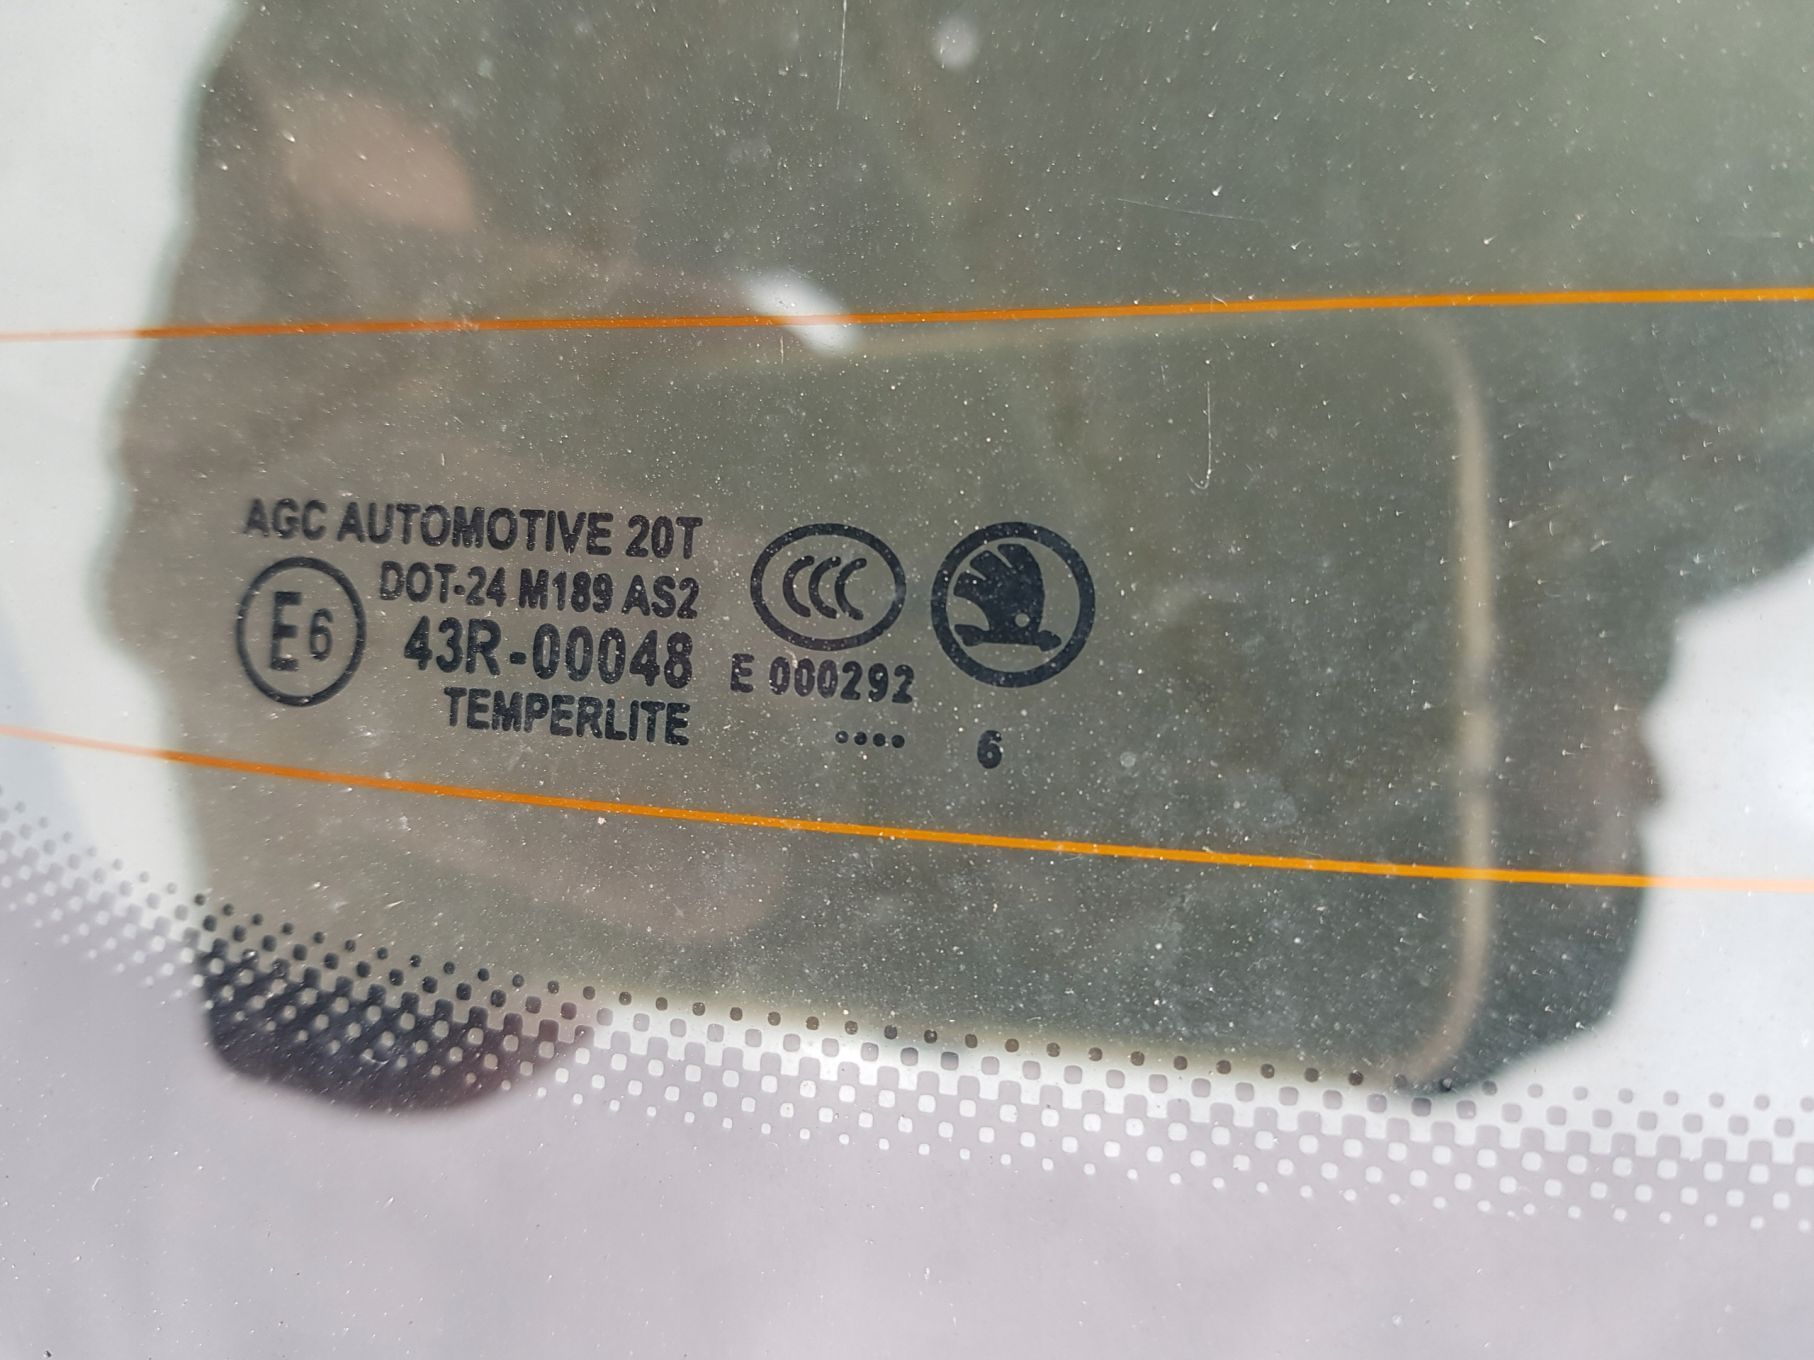 AGC AUTOMOTIVE 20T
DOT-24 M189 AS2
E6
43R-00048
TEMPERLITE
CCC
E 000292
.... 6